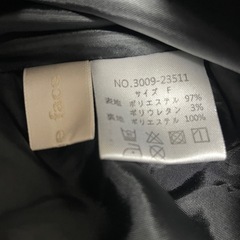 e face
NO.3009-23511
サイズ F
表地 ポリエステル 97%
ポリウレタン 3%
裏地 ポリエステル 100%